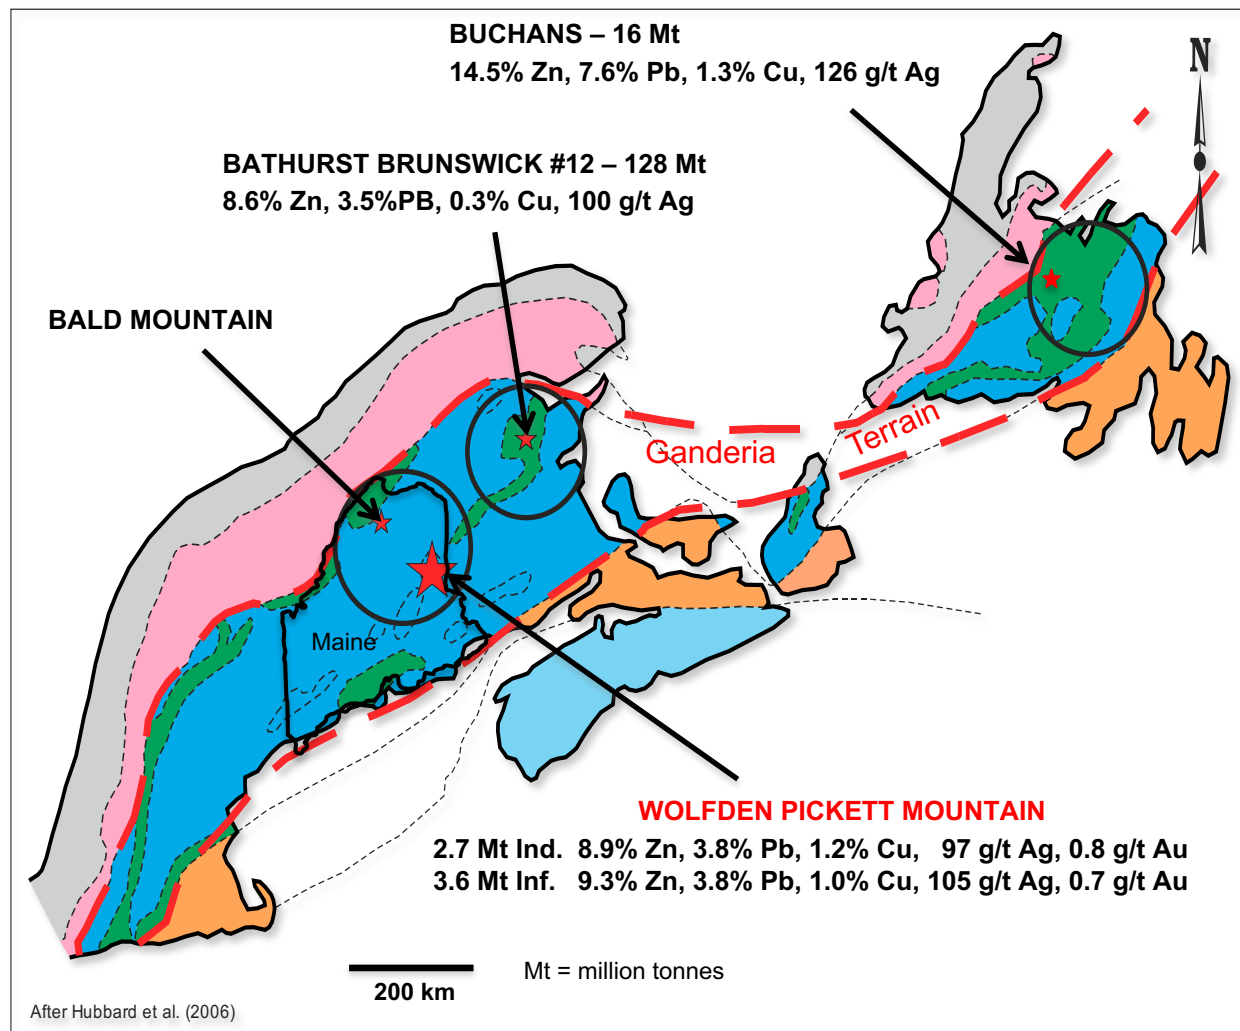 BUCHANS – 16 Mt
14.5% Zn, 7.6% Pb, 1.3% Cu, 126 g/t Ag
N
BATHURST BRUNSWICK #12 – 128 Mt
8.6% Zn, 3.5%PB, 0.3% Cu, 100 g/t Ag
BALD MOUNTAIN
Ganderia Terrain
Maine
WOLFDEN PICKETT MOUNTAIN
2.7 Mt Ind. 8.9% Zn, 3.8% Pb, 1.2% Cu, 97 g/t Ag, 0.8 g/t Au
3.6 Mt Inf. 9.3% Zn, 3.8% Pb, 1.0% Cu, 105 g/t Ag, 0.7 g/t Au
200 km
Mt = million tonnes
After Hubbard et al. (2006)